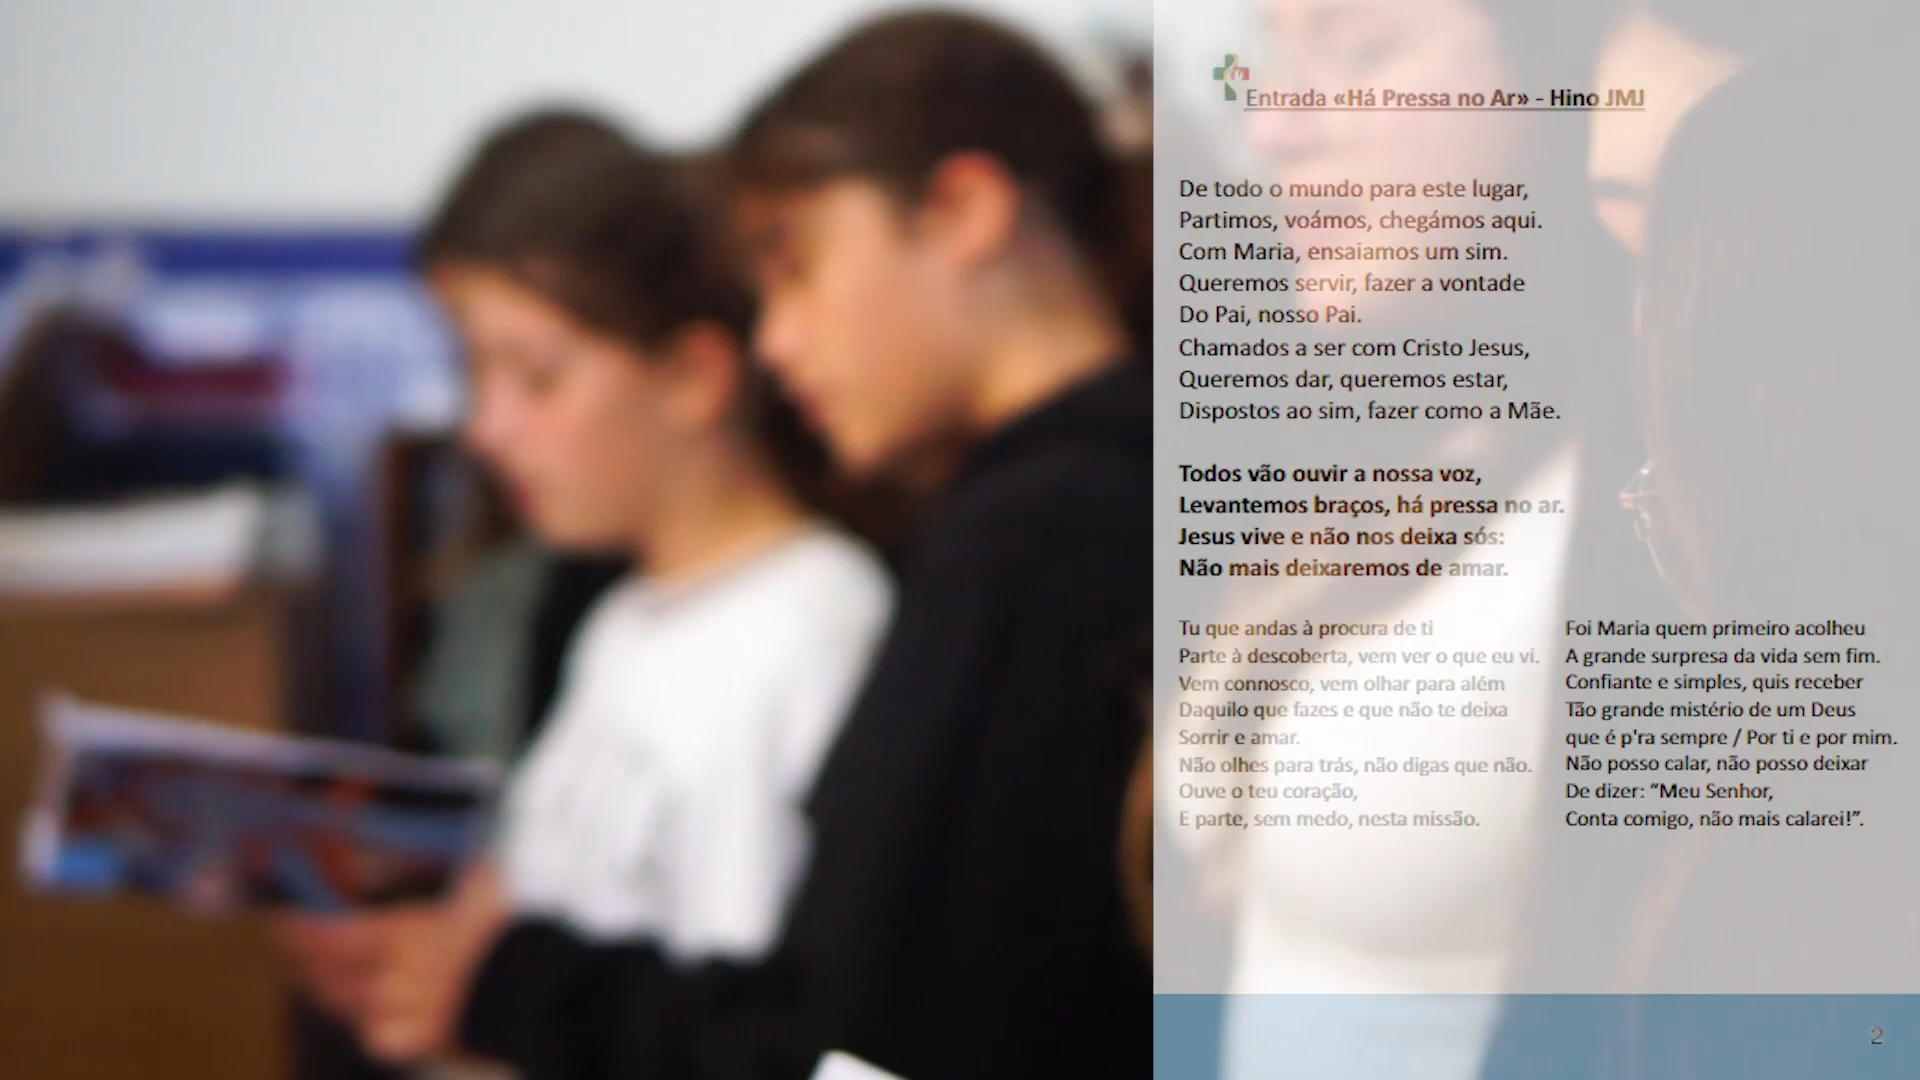 Entrada «Há Pressa no Ar» - Hino JMJ
De todo o mundo para este lugar,
Partimos, voámos, chegámos aqui.
Com Maria, ensaiamos um sim.
Queremos servir, fazer a vontade
Do Pai, nosso Pai.
Chamados a ser com Cristo Jesus,
Queremos dar, queremos estar,
Dispostos ao sim, fazer como a Mãe.
Todos vão ouvir a nossa voz,
Levantemos braços, há pressa no ar.
Jesus vive e não nos deixa sós:
Não mais deixaremos de amar.
Tu que andas à procura de ti
Parte à descoberta, vem ver o que eu vi.
Vem connosco, vem olhar para além
Daquilo que fazes e que não te deixa
Sorrir e amar.
Não olhes para trás, não digas que não.
Ouve o teu coração,
E parte, sem medo, nesta missão.
Foi Maria quem primeiro acolheu
A grande surpresa da vida sem fim.
Confiante e simples, quis receber
Tão grande mistério de um Deus
que é p'ra sempre / Por ti e por mim.
Não posso calar, não posso deixar
De dizer: “Meu Senhor,
Conta comigo, não mais calarei!”.
2